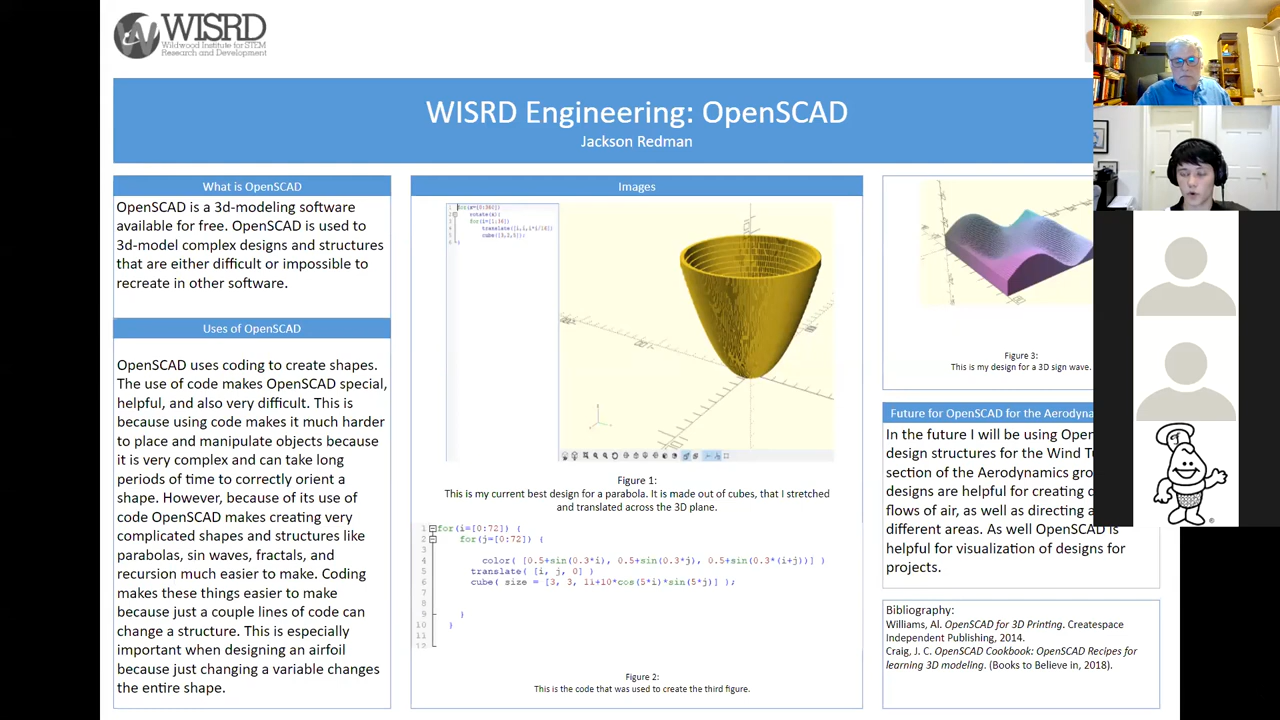 WISRD
Wildwood Institute for STEM
Research and Development
WISRD Engineering: OpenSCAD
Jackson Redman
What is OpenSCAD
OpenSCAD is a 3d-modeling software
available for free. OpenSCAD is used to
3d-model complex designs and structures
that are either difficult or impossible to
recreate in other software.
Uses of OpenSCAD
OpenSCAD uses coding to create shapes.
The use of code makes OpenSCAD special,
helpful, and also very difficult. This is
because using code makes it much harder
to place and manipulate objects because
it is very complex and can take long
periods of time to correctly orient a
shape. However, because of its use of
code OpenSCAD makes creating very
complicated shapes and structures like
parabolas, sin waves, fractals, and
recursion much easier to make. Coding
makes these things easier to make
because just a couple lines of code can
change a structure. This is especially
important when designing an airfoil
because just changing a variable changes
the entire shape.
Images
Figure 1:
This is my current best design for a parabola. It is made out of cubes, that I stretched
and translated across the 3D plane.
1 for(i=[0:72]) {
2 for(j=[0:72]) {
3
4 color( [0.5+sin(0.3*i), 0.5+sin(0.3*j), 0.5+sin(0.3*(i+j))] )
5 translate( [i, j, 0] )
6 cube( size = [3, 3, 11+10*cos(5*i)*sin(5*j)] );
7
8
9 }
10 }
11
12
Figure 2:
This is the code that was used to create the third figure.
Figure 3:
This is my design for a 3D sign wave.
Future for OpenSCAD for the Aerodyna
In the future I will be using Open
design structures for the Wind Tu
section of the Aerodynamics gro
designs are helpful for creating
flows of air, as well as directing a
different areas. As well OpenSCAD is
helpful for visualization of designs for
projects.
Bibliography:
Williams, Al. OpenSCAD for 3D Printing. Createspace
Independent Publishing, 2014.
Craig, J. C. OpenSCAD Cookbook: OpenSCAD Recipes for
learning 3D modeling. (Books to Believe in, 2018).